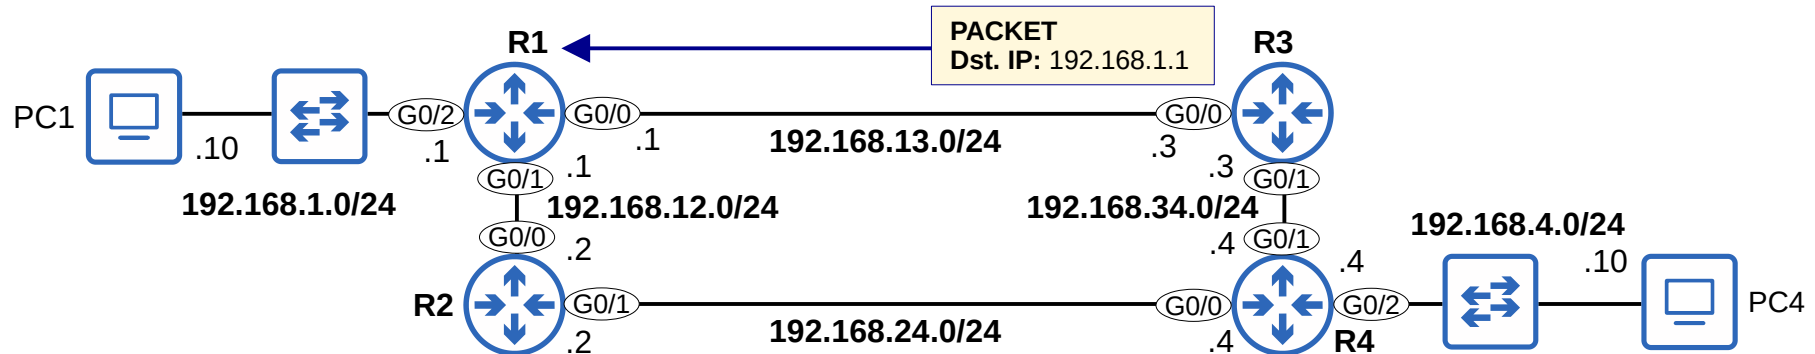 PACKET
Dst. IP: 192.168.1.1
R1
R3
PC1
G0/2
G0/0
G0/0
.10
.1
.1
192.168.13.0/24
.3
.1
.3
G0/1
G0/1
192.168.1.0/24
192.168.12.0/24
192.168.34.0/24
192.168.4.0/24
G0/0
.2
.4
G0/1
.4
.10
R2
G0/1
G0/0
G0/2
PC4
192.168.24.0/24
.2
.4
R4